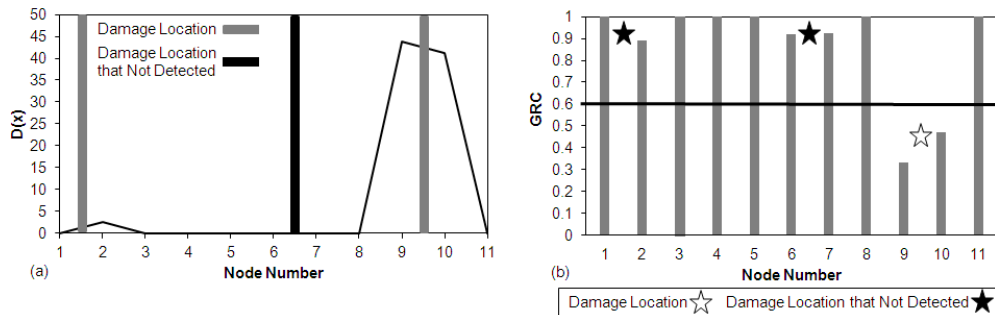 50
45
40
35
30
25
20
15
10
5
0
D(x)
Damage Location
Damage Location
that Not Detected
1 2 3 4 5 6 7 8 9 10 11
(a)
Node Number
1
0.9
0.8
0.7
0.6
0.5
0.4
0.3
0.2
0.1
0
GRC
1 2 3 4 5 6 7 8 9 10 11
(b)
Node Number
Damage Location Damage Location that Not Detected